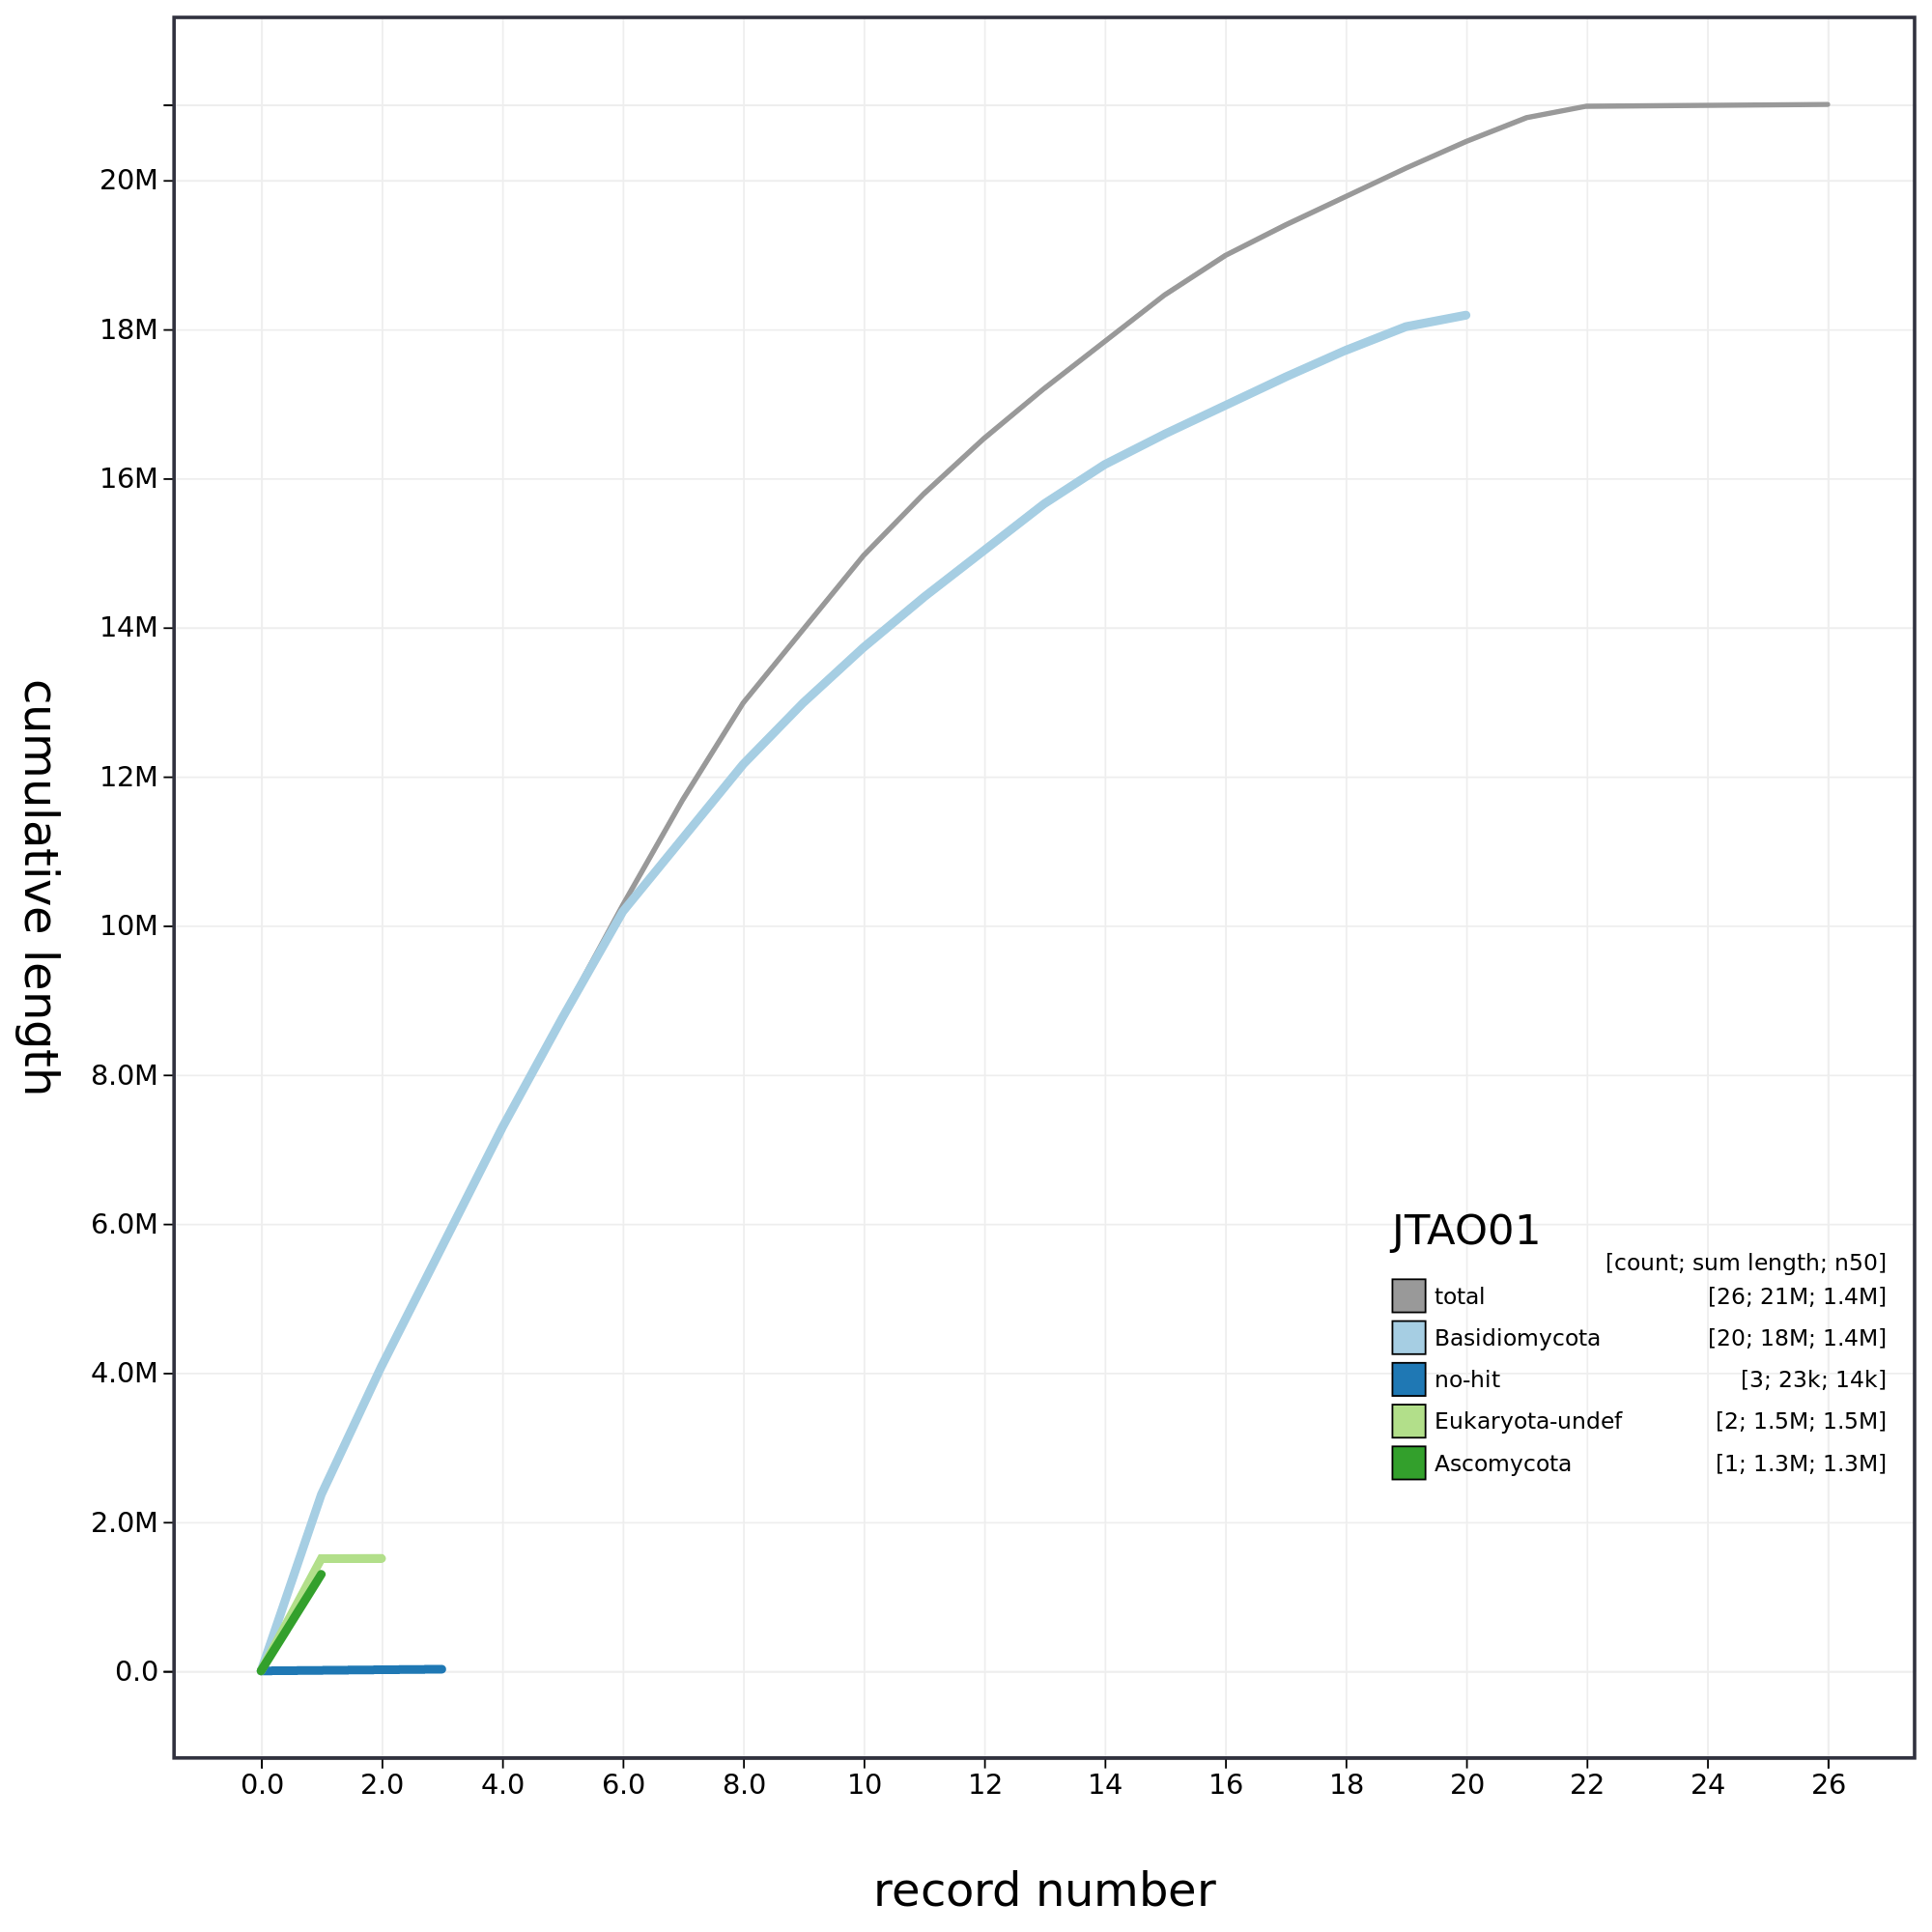 cumulative length
20M
18M
16M
14M
12M
10M
8.0M
6.0M
4.0M
2.0M
0.0
JTAO01
[count; sum length; n50]
total [26; 21M; 1.4M]
Basidiomycota [20; 18M; 1.4M]
no-hit [3; 23k; 14k]
Eukaryota-undef [2; 1.5M; 1.5M]
Ascomycota [1; 1.3M; 1.3M]
0.0 2.0 4.0 6.0 8.0 10 12 14 16 18 20 22 24 26
record number